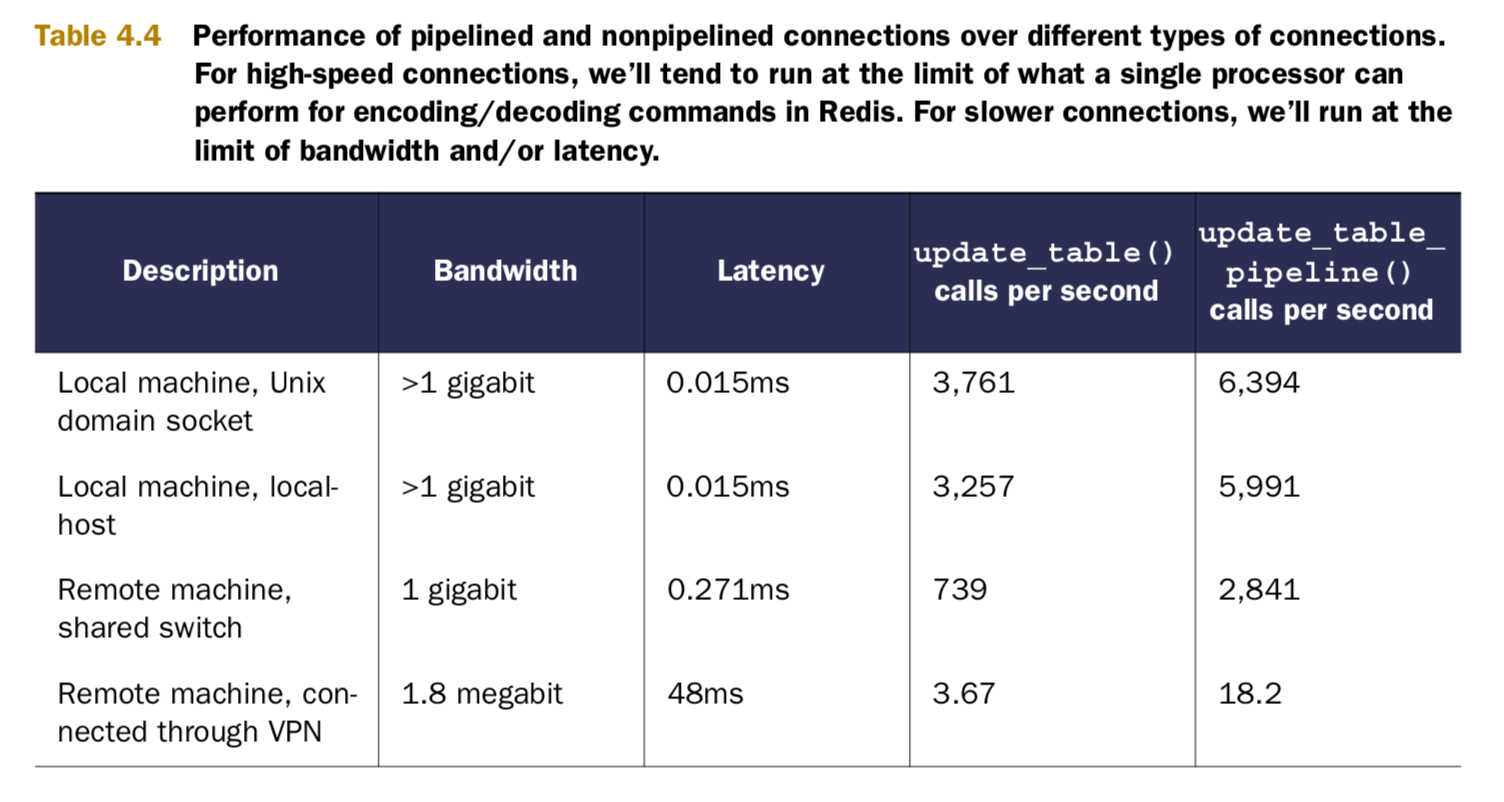 Table 4.4 Performance of pipelined and nonpipelined connections over different types of connections.
For high-speed connections, we’ll tend to run at the limit of what a single processor can
perform for encoding/decoding commands in Redis. For slower connections, we’ll run at the
limit of bandwidth and/or latency.
Description Bandwidth Latency update_table() calls per second update_table_pipeline() calls per second
Local machine, Unix >1 gigabit 0.015ms 3,761 6,394
domain socket
Local machine, local- >1 gigabit 0.015ms 3,257 5,991
host
Remote machine, 1 gigabit 0.271ms 739 2,841
shared switch
Remote machine, con- 1.8 megabit 48ms 3.67 18.2
nected through VPN